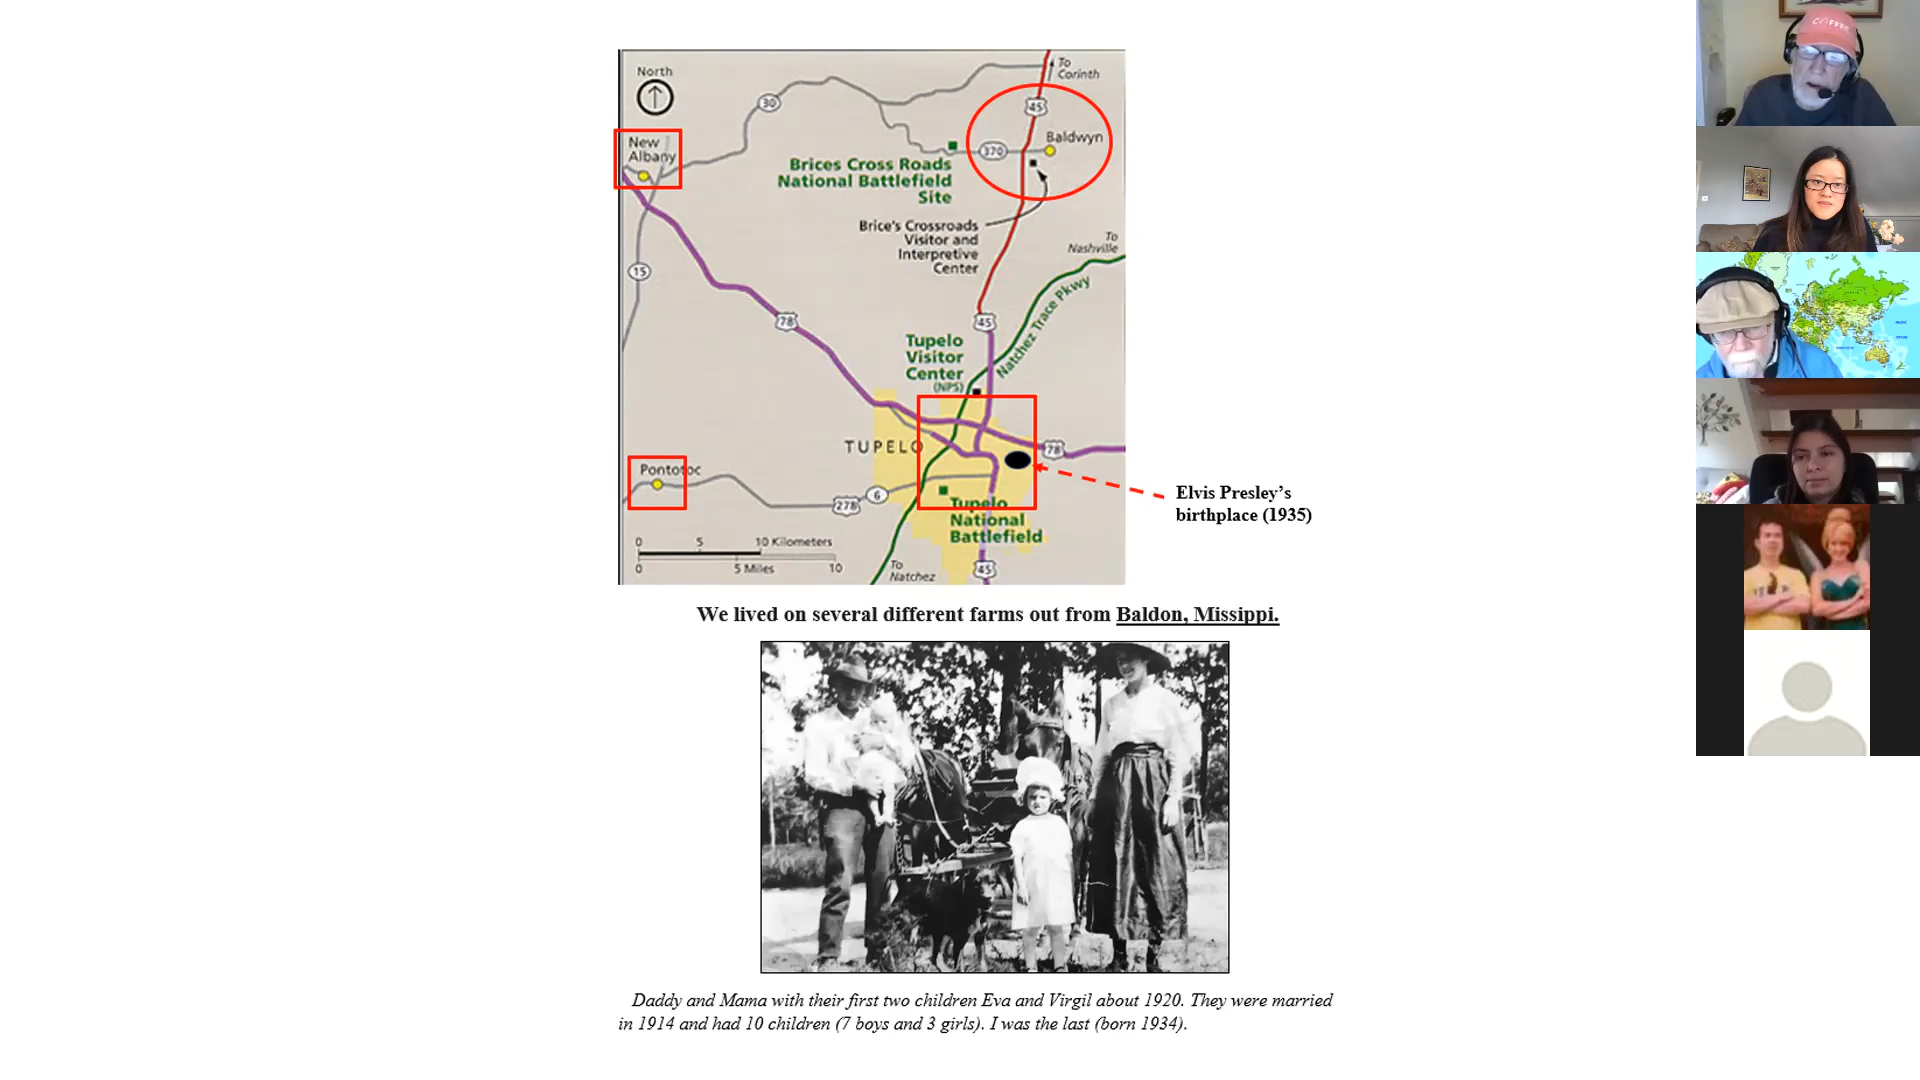 North
To
Corinth
30
45
New
Albany
Baldwyn
370
Brices Cross Roads
National Battlefield
Site
Brice's Crossroads
Visitor and
Interpretive
Center
To
Nashville
15
78
45
Natchez Trace Pkwy
Tupelo
Visitor
Center
(NPS)
TUPELO
78
Pontotoc
278
6
Tupelo
National
Battlefield
Elvis Presley’s
birthplace (1935)
0 5 10 Kilometers
0 5 Miles 10
To
Natchez
45
We lived on several different farms out from Baldon, Missippi.
Daddy and Mama with their first two children Eva and Virgil about 1920. They were married
in 1914 and had 10 children (7 boys and 3 girls). I was the last (born 1934).
COFFEE